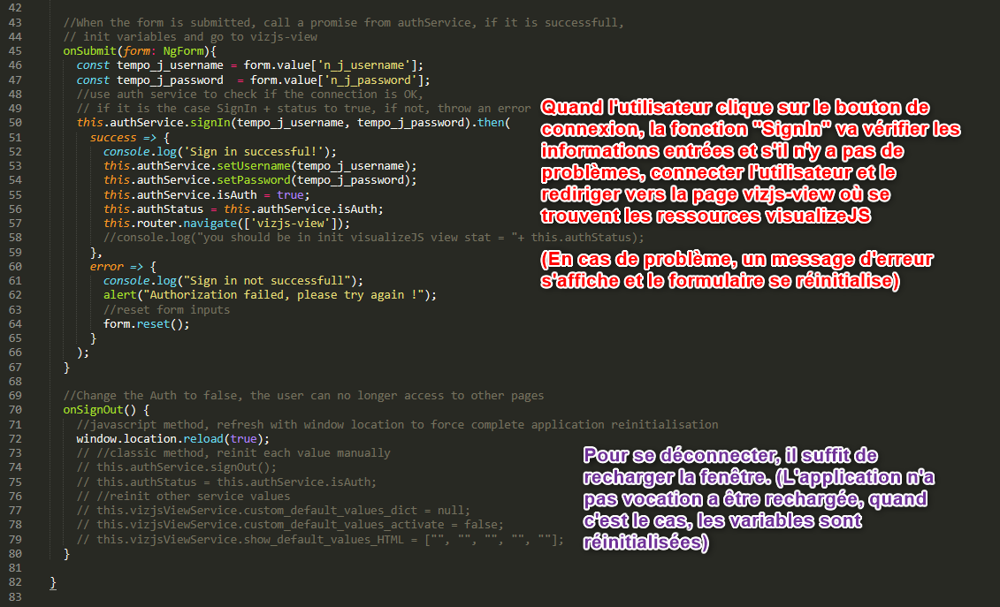 42
43 //When the form is submitted, call a promise from authService, if it is successfull,
44 // init variables and go to vizjs-view
45 onSubmit(form: NgForm){
46 const tempo_j_username = form.value['n_j_username'];
47 const tempo_j_password  = form.value['n_j_password'];
48 //use auth service to check if the connection is OK,
49 // if it is the case SignIn + status to true, if not, throw an error
50 this.authService.signIn(tempo_j_username, tempo_j_password).then(
51 success => {
52 console.log('Sign in successful!');
53 this.authService.setUsername(tempo_j_username);
54 this.authService.setPassword(tempo_j_password);
55 this.authService.isAuth = true;
56 this.authStatus = this.authService.isAuth;
57 this.router.navigate(['vizjs-view']);
58 //console.log("you should be in init visualizeJS view stat = "+ this.authStatus);
59 },
60 error => {
61 console.log("Sign in not successfull");
62 alert("Authorization failed, please try again !");
63 //reset form inputs
64 form.reset();
65 }
66 );
67 }
68
69 //Change the Auth to false, the user can no longer access to other pages
70 onSignOut() {
71 //javascript method, refresh with window location to force complete application reinitialisation
72 window.location.reload(true);
73 // //classic method, reinit each value manually
74 // this.authService.signOut();
75 // this.authStatus = this.authService.isAuth;
76 // //reinit other service values
77 // this.vizjsViewService.custom_default_values_dict = null;
78 // this.vizjsViewService.custom_default_values_activate = false;
79 // this.vizjsViewService.show_default_values_HTML = ["", "", "", "", ""];
80 }
81
82 }
83
Quand l'utilisateur clique sur le bouton de
connexion, la fonction "SignIn" va vérifier les
informations entrées et s'il n'y a pas de
problèmes, connecter l'utilisateur et le
rediriger vers la page vizjs-view où se
trouvent les ressources visualizeJS
(En cas de problème, un message d'erreur
s'affiche et le formulaire se réinitialise)
Pour se déconnecter, il suffit de
recharger la fenêtre. (L'application n'a
pas vocation a être rechargée, quand
c'est le cas, les variables sont
réinitialisées)